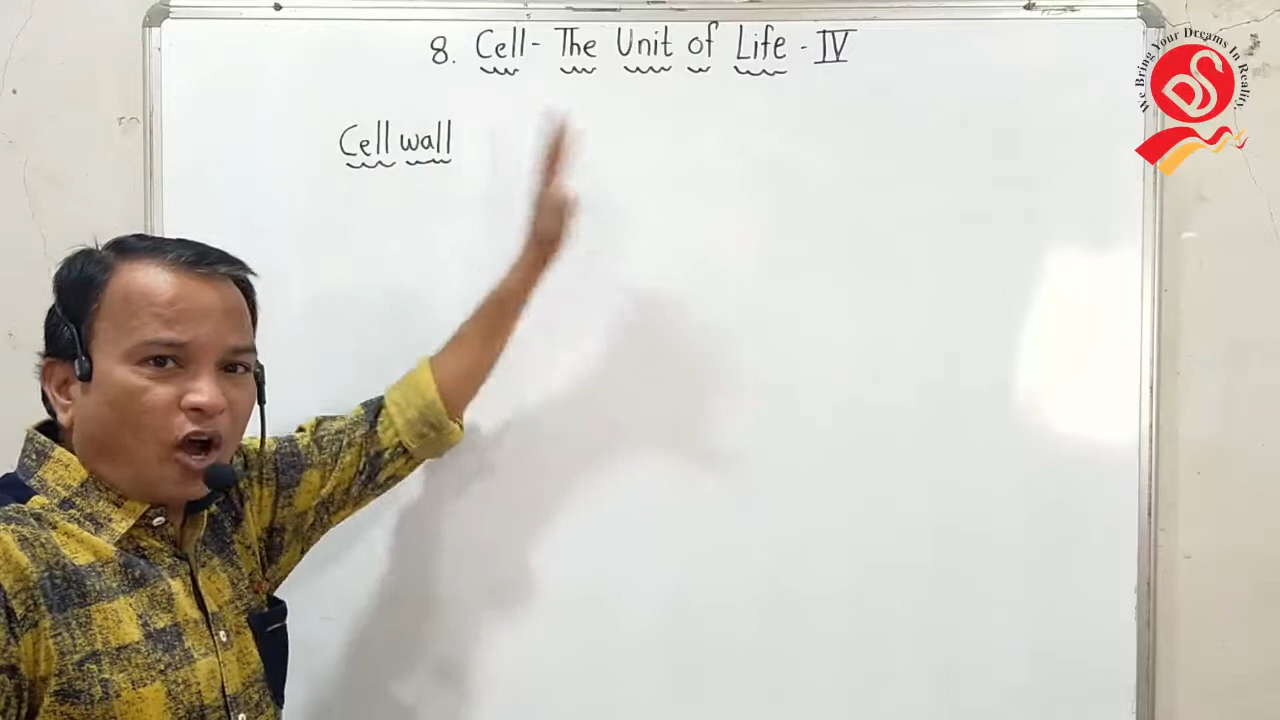 8. Cell- The Unit of Life - IV
Cell wall
We Bring Your Dreams In Reality.
DS